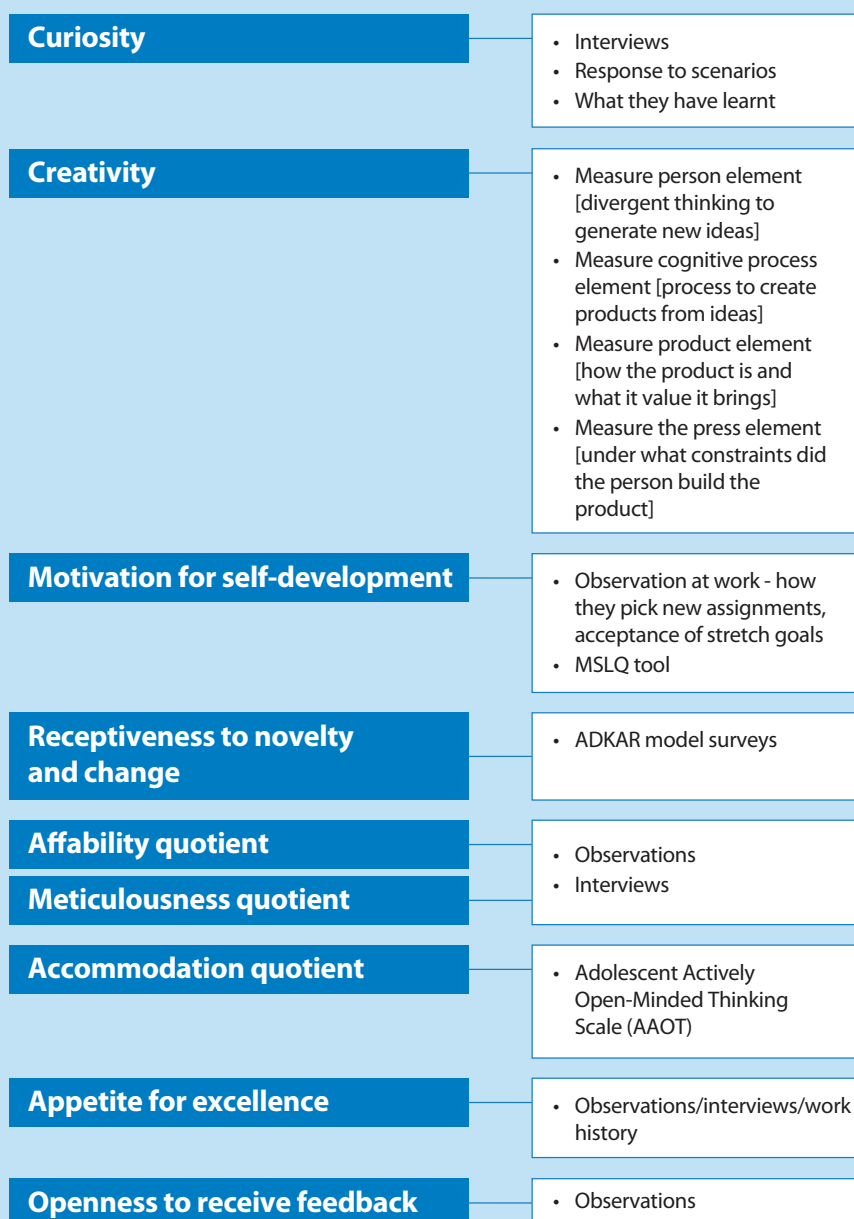 Curiosity
• Interviews
• Response to scenarios
• What they have learnt
Creativity
• Measure person element
[divergent thinking to
generate new ideas]
• Measure cognitive process
element [process to create
products from ideas]
• Measure product element
[how the product is and
what it value it brings]
• Measure the press element
[under what constraints did
the person build the
product]
Motivation for self-development
• Observation at work - how
they pick new assignments,
acceptance of stretch goals
• MSLQ tool
Receptiveness to novelty
and change
• ADKAR model surveys
Affability quotient
Meticulousness quotient
• Observations
• Interviews
Accommodation quotient
• Adolescent Actively
Open-Minded Thinking
Scale (AAOT)
Appetite for excellence
• Observations/interviews/work
history
Openness to receive feedback
• Observations